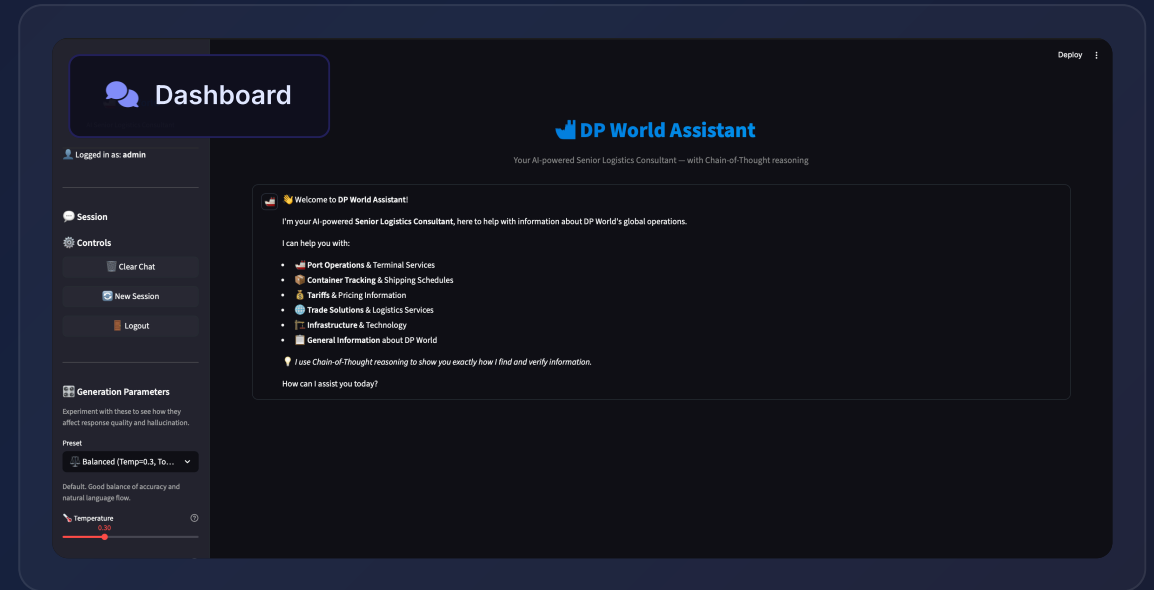 Dashboard
Logged in as: admin
Session
Controls
Clear Chat
New Session
Logout
Generation Parameters
Experiment with these to see how they
affect response quality and hallucination.
Preset
Balanced (Temp=0.3, To...
Default. Good balance of accuracy and
natural language flow.
Temperature
0.30
Deploy
DP World Assistant
Your AI-powered Senior Logistics Consultant — with Chain-of-Thought reasoning
Welcome to DP World Assistant!
I'm your AI-powered Senior Logistics Consultant, here to help with information about DP World's global operations.
I can help you with:
Port Operations & Terminal Services
Container Tracking & Shipping Schedules
Tariffs & Pricing Information
Trade Solutions & Logistics Services
Infrastructure & Technology
General Information about DP World
I use Chain-of-Thought reasoning to show you exactly how I find and verify information.
How can I assist you today?